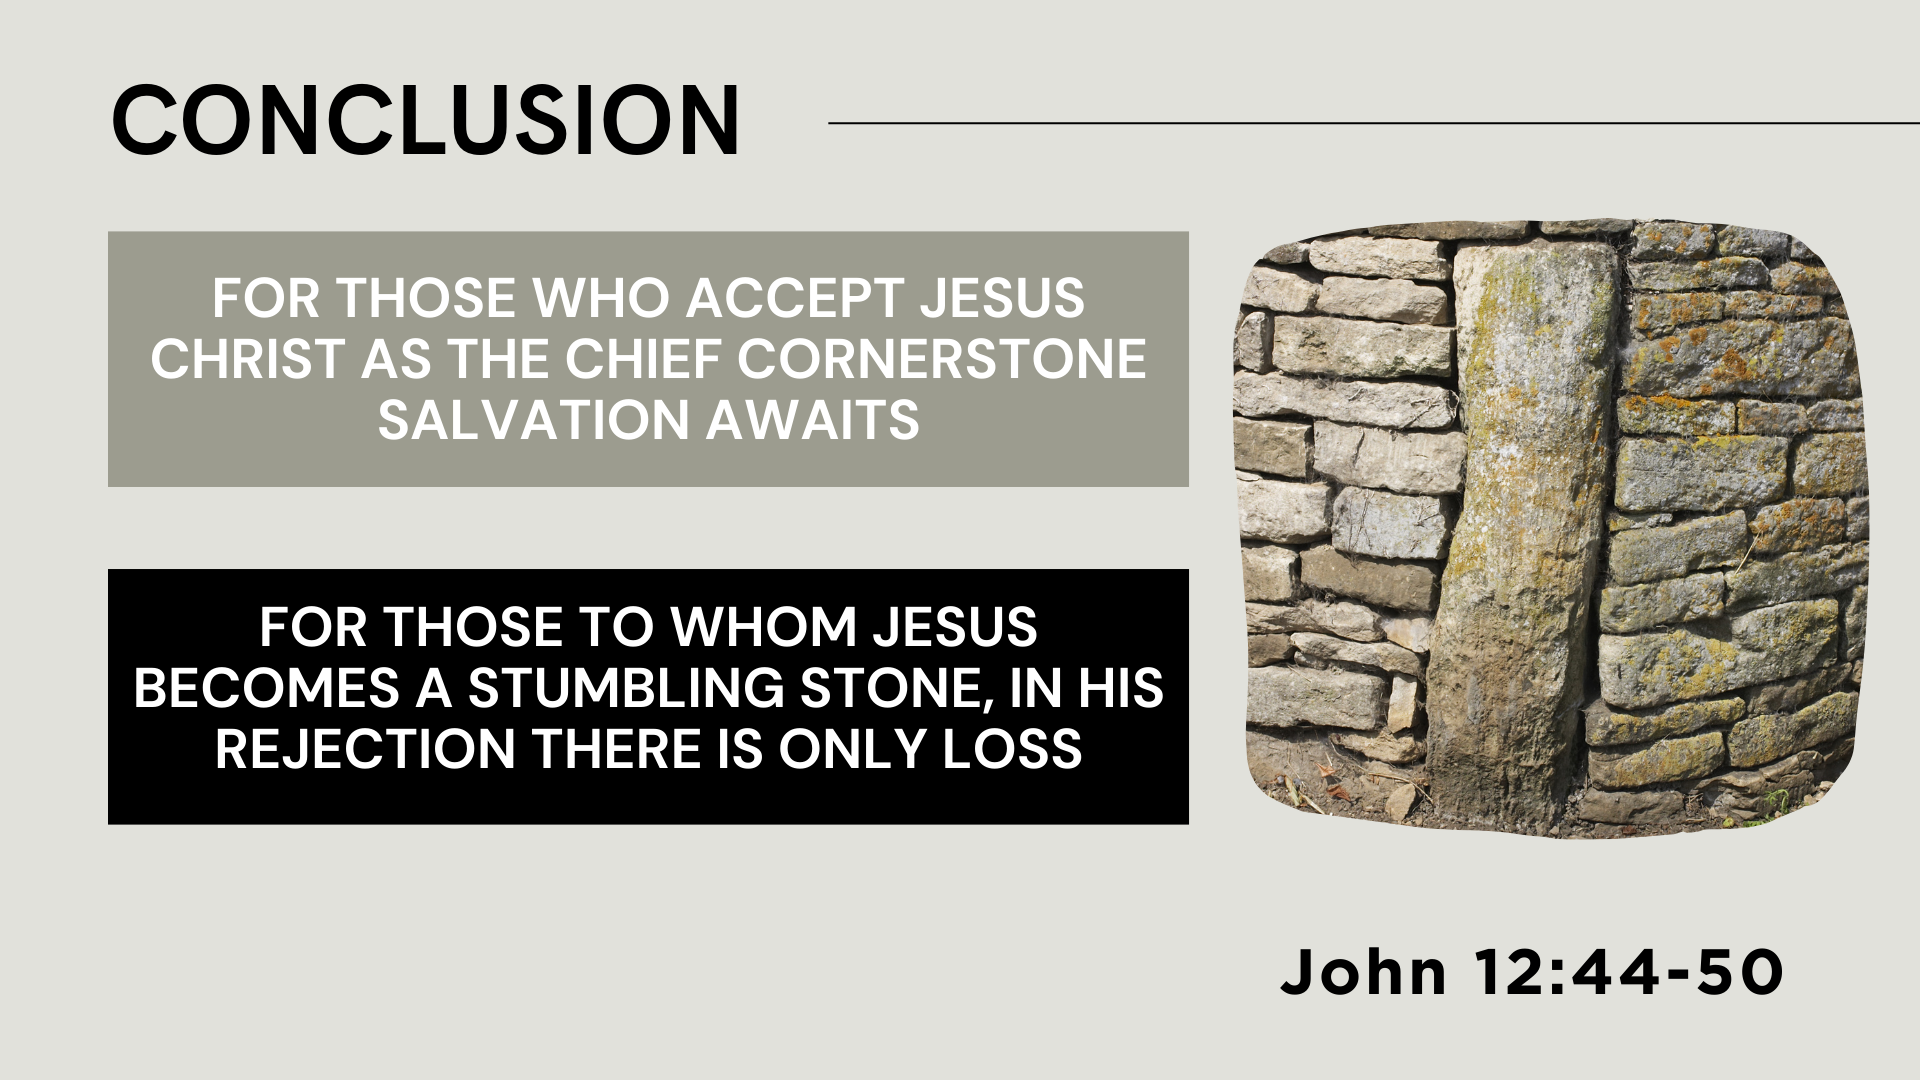 CONCLUSION
FOR THOSE WHO ACCEPT JESUS
CHRIST AS THE CHIEF CORNERSTONE
SALVATION AWAITS
FOR THOSE TO WHOM JESUS
BECOMES A STUMBLING STONE, IN HIS
REJECTION THERE IS ONLY LOSS
John 12:44-50